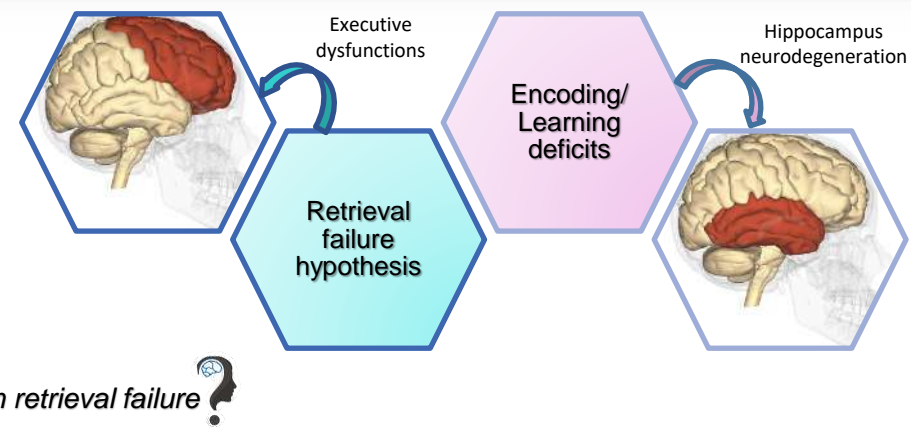 Executive
dysfunctions
Retrieval
failure
hypothesis
Encoding/
Learning
deficits
Hippocampus
neurodegeneration
retrieval failure